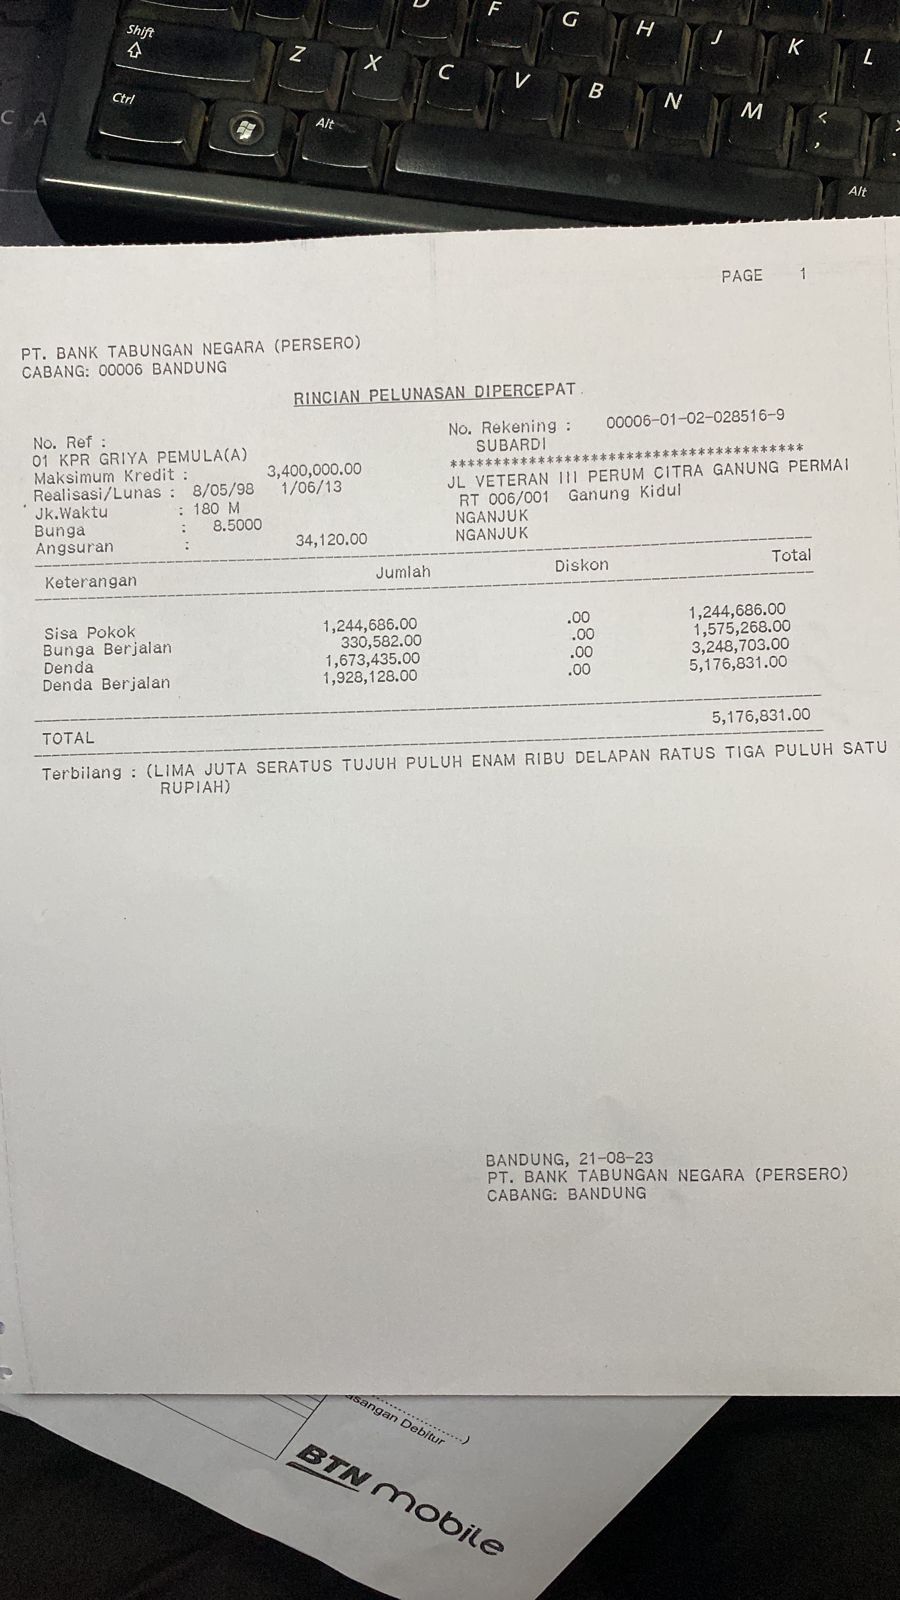 D F G H J K L
Shift Z X C V B N M < , >.
Ctrl Alt Alt
C A
PAGE 1
PT. BANK TABUNGAN NEGARA (PERSERO)
CABANG: 00006 BANDUNG
RINCIAN PELUNASAN DIPERCEPAT
No. Ref :
01 KPR GRIYA PEMULA(A)
Maksimum Kredit : 3,400,000.00
Realisasi/Lunas : 8/05/98 1/06/13
Jk.Waktu : 180 M
Bunga : 8.5000
Angsuran : 34,120.00
No. Rekening : 00006-01-02-028516-9
SUBARDI
****************************************
JL VETERAN III PERUM CITRA GANUNG PERMAI
RT 006/001 Ganung Kidul
NGANJUK
NGANJUK
Keterangan Jumlah Diskon Total
Sisa Pokok 1,244,686.00 .00 1,244,686.00
Bunga Berjalan 330,582.00 .00 1,575,268.00
Denda 1,673,435.00 .00 3,248,703.00
Denda Berjalan 1,928,128.00 .00 5,176,831.00
TOTAL 5,176,831.00
Terbilang : (LIMA JUTA SERATUS TUJUH PULUH ENAM RIBU DELAPAN RATUS TIGA PULUH SATU
RUPIAH)
BANDUNG, 21-08-23
PT. BANK TABUNGAN NEGARA (PERSERO)
CABANG: BANDUNG
asangan Debitur
BTN mobile